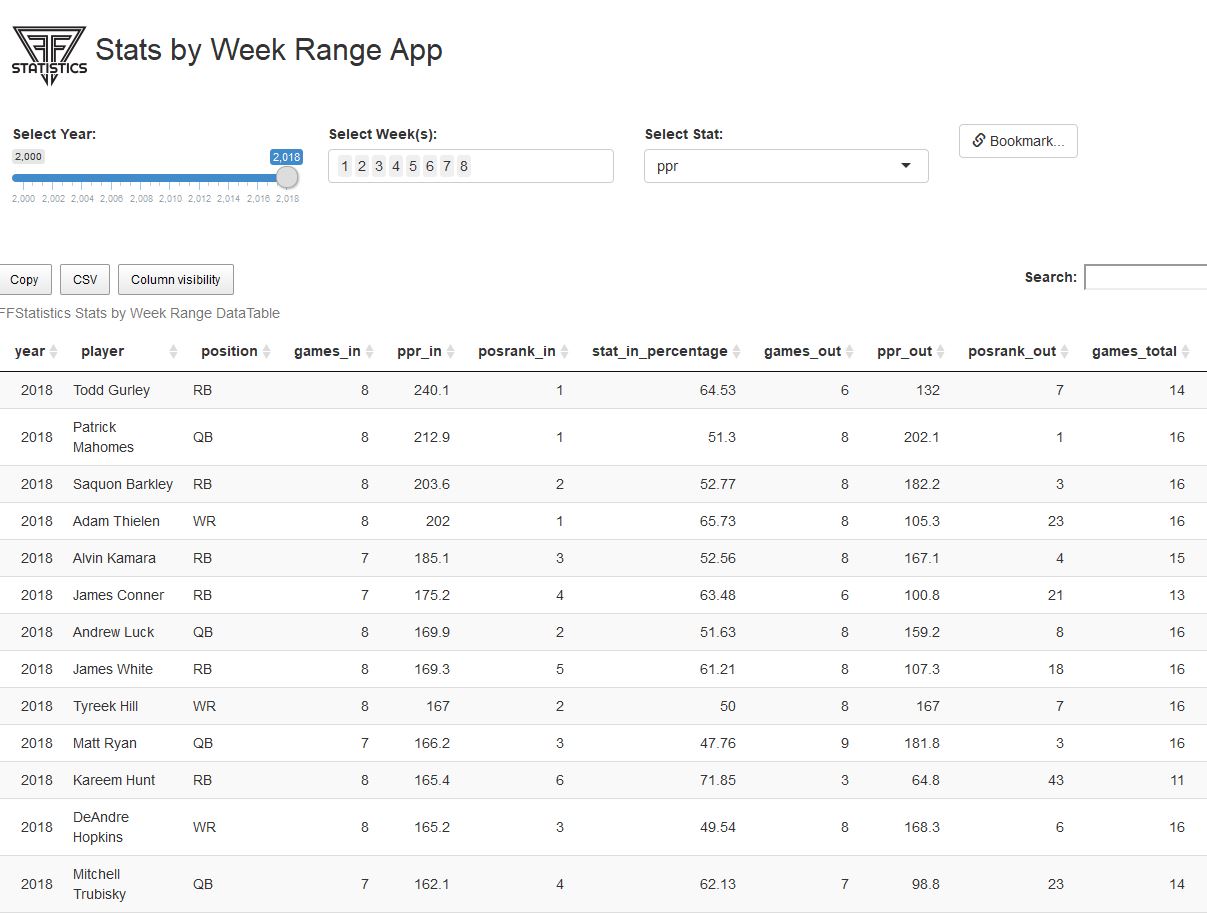 FF
STATISTICS
Stats by Week Range App
Select Year:
Select Week(s):
Select Stat:
Bookmark...
2,000
2,018
1 2 3 4 5 6 7 8
ppr
2,000 2,002 2,004 2,006 2,008 2,010 2,012 2,014 2,016 2,018
Copy
CSV
Column visibility
Search:
FFStatistics Stats by Week Range DataTable
year player position games_in ppr_in posrank_in stat_in_percentage games_out ppr_out posrank_out games_total
2018 Todd Gurley RB 8 240.1 1 64.53 6 132 7 14
2018 Patrick Mahomes QB 8 212.9 1 51.3 8 202.1 1 16
2018 Saquon Barkley RB 8 203.6 2 52.77 8 182.2 3 16
2018 Adam Thielen WR 8 202 1 65.73 8 105.3 23 16
2018 Alvin Kamara RB 7 185.1 3 52.56 8 167.1 4 15
2018 James Conner RB 7 175.2 4 63.48 6 100.8 21 13
2018 Andrew Luck QB 8 169.9 2 51.63 8 159.2 8 16
2018 James White RB 8 169.3 5 61.21 8 107.3 18 16
2018 Tyreek Hill WR 8 167 2 50 8 167 7 16
2018 Matt Ryan QB 7 166.2 3 47.76 9 181.8 3 16
2018 Kareem Hunt RB 8 165.4 6 71.85 3 64.8 43 11
2018 DeAndre Hopkins WR 8 165.2 3 49.54 8 168.3 6 16
2018 Mitchell Trubisky QB 7 162.1 4 62.13 7 98.8 23 14